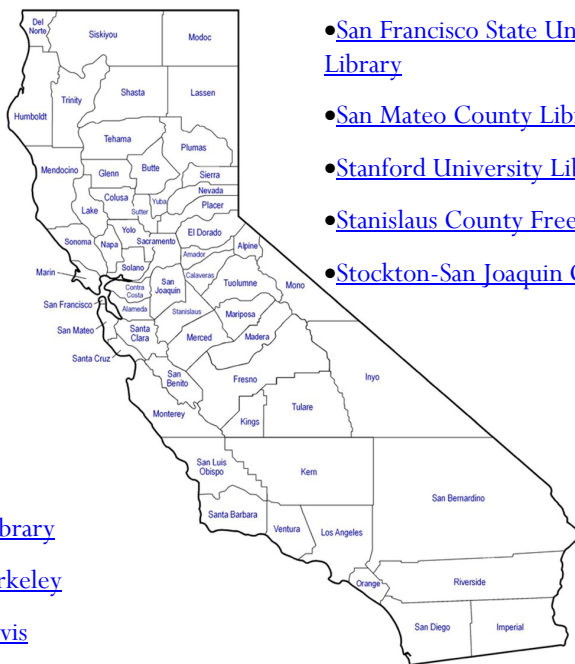 •San Francisco State Un
Library
•San Mateo County Lib
•Stanford University Li
•Stanislaus County Free
•Stockton-San Joaquin C
Del
Norte
Siskiyou
Modoc
Humboldt
Trinity
Shasta
Lassen
Tehama
Plumas
Mendocino
Glenn
Butte
Sierra
Nevada
Colusa
Yuba
Placer
Lake
Sutter
Yolo
El Dorado
Sonoma
Napa
Sacramento
Alpine
Amador
Solano
Marin
Calaveras
Contra
Costa
San
Joaquin
Tuolumne
Mono
San Francisco
Alameda
Stanislaus
Mariposa
San Mateo
Santa
Clara
Merced
Madera
Santa Cruz
San
Benito
Fresno
Inyo
Monterey
Kings
Tulare
San Luis
Obispo
Kern
San Bernardino
Santa Barbara
Ventura
Los Angeles
Orange
Riverside
San Diego
Imperial
brary
rkeley
vis